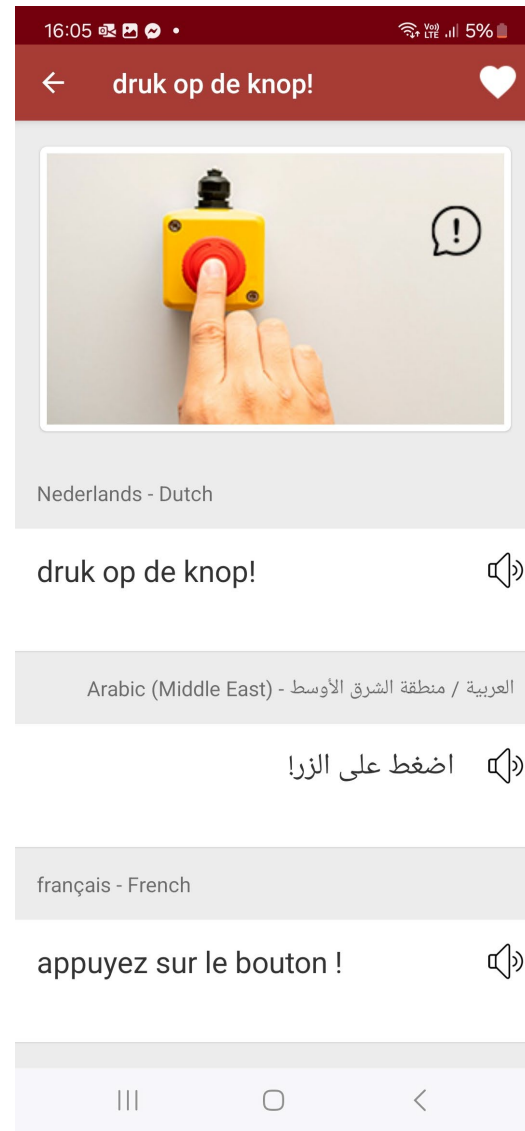 16:05 5%
druk op de knop!
Nederlands - Dutch
druk op de knop!
العربية / منطقة الشرق الأوسط - Arabic (Middle East)
اضغط على الزر!
français - French
appuyez sur le bouton !